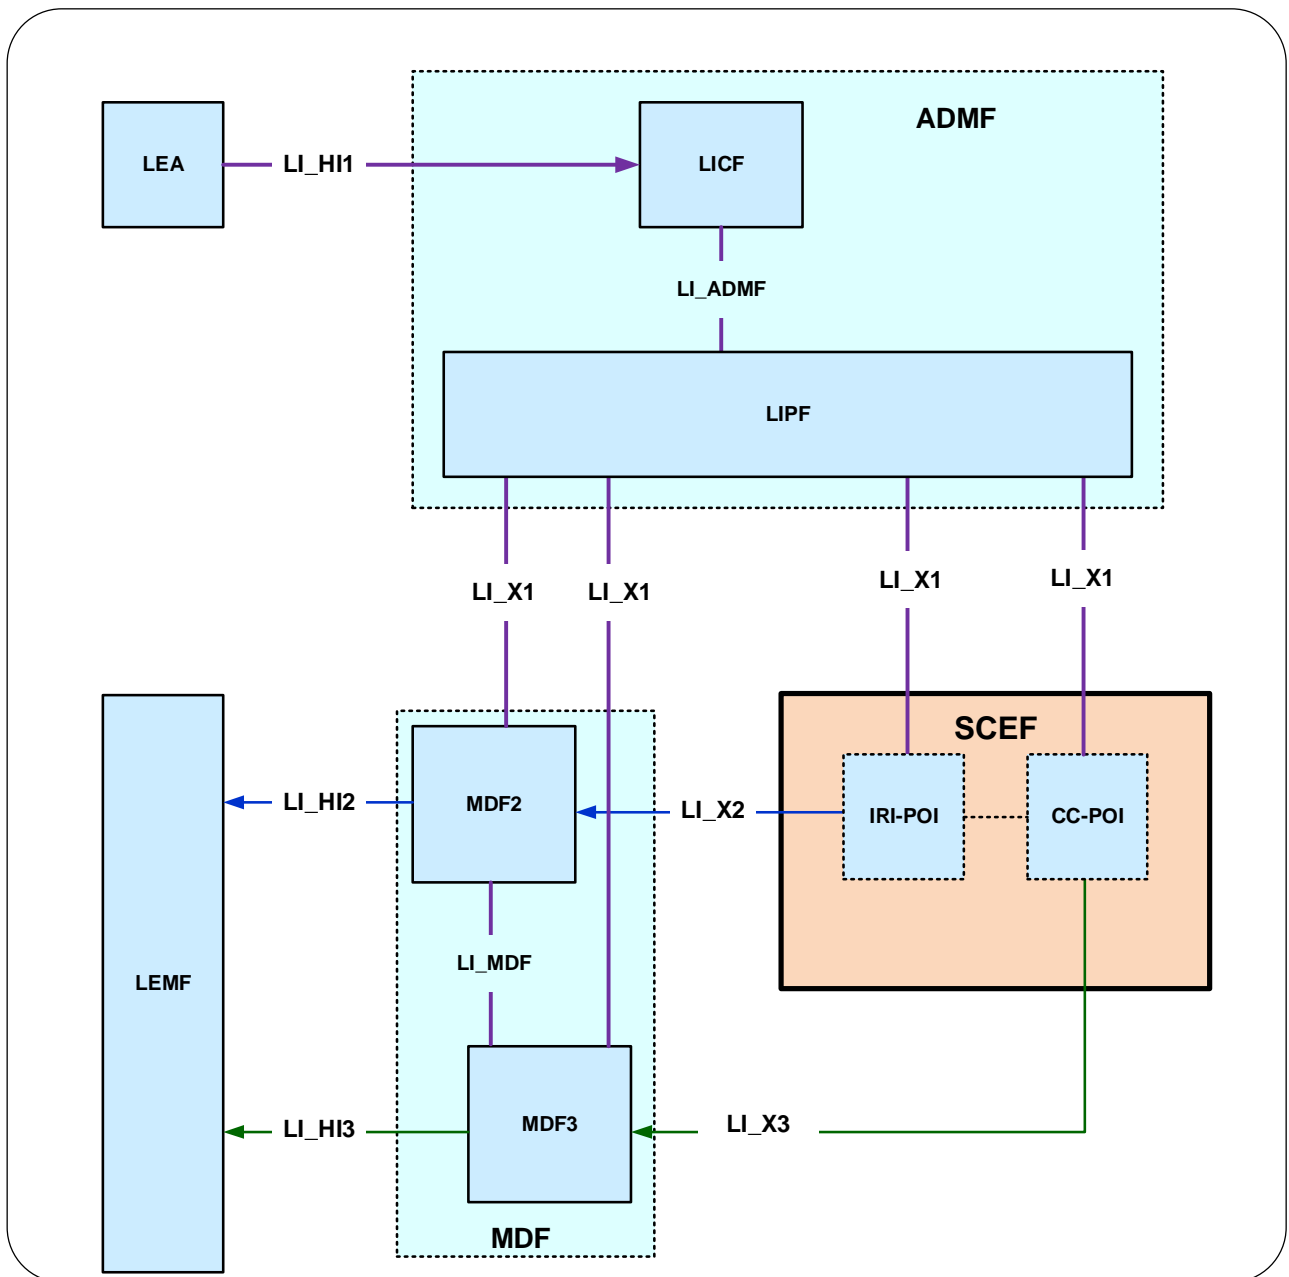 ADMF
LEA
LI_HI1
LICF
LI_ADMF
LIPF
LI_X1
LI_X1
LI_X1
LI_X1
SCEF
MDF2
LI_HI2
LI_X2
IRI-POI
CC-POI
LI_MDF
LEMF
MDF3
LI_HI3
LI_X3
MDF